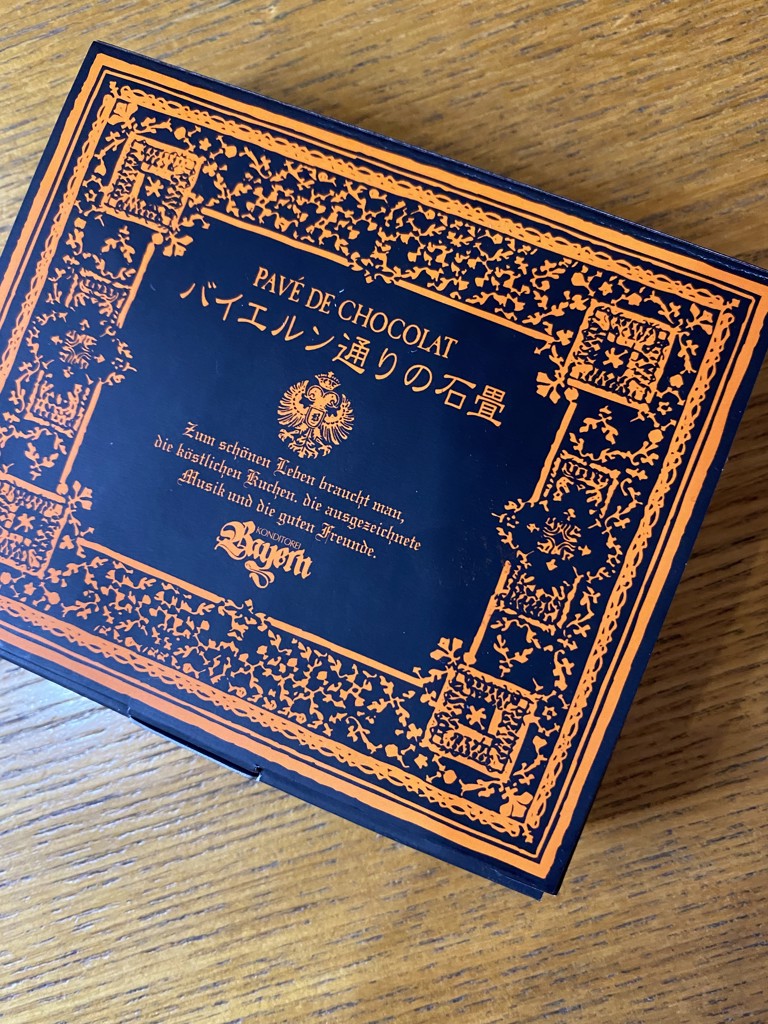 PAVÉ DE CHOCOLAT
バイエルン通りの石畳
Zum schönen Leben braucht man,
die köstlichen Kuchen. die ausgezeichnete
Musik und die guten Freunde.
KONDITOREI
Bayern